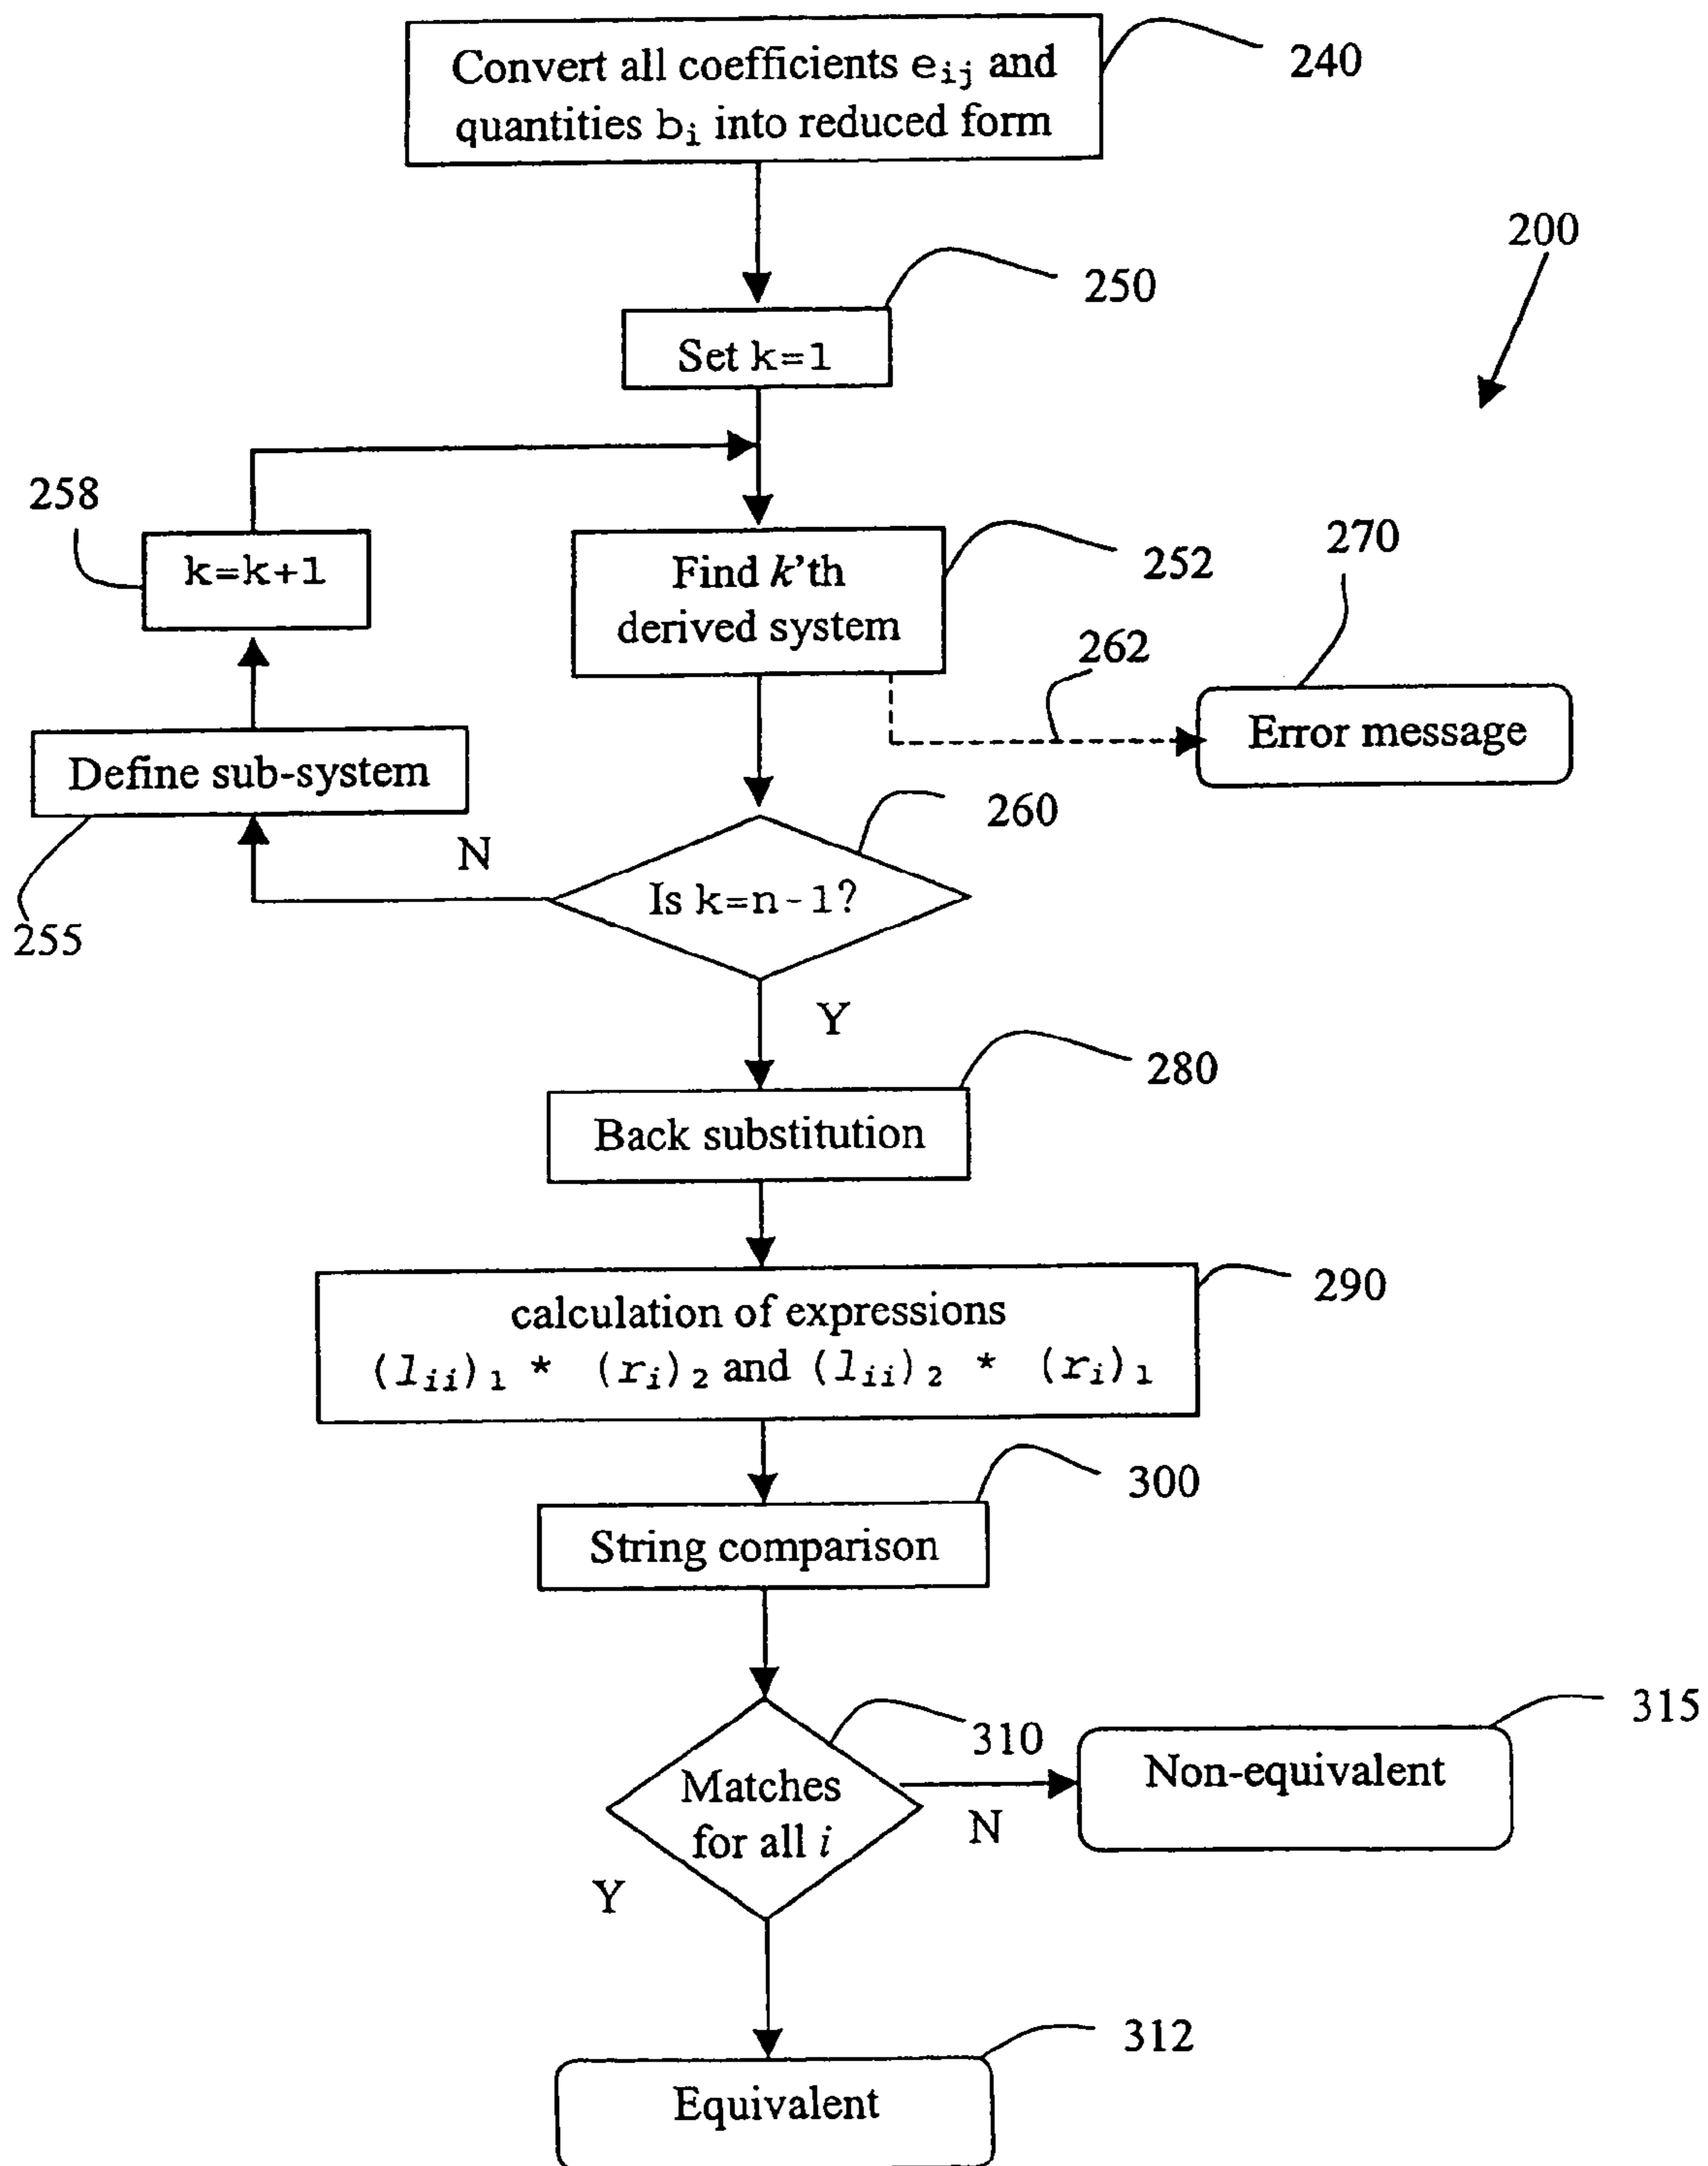 Convert all coefficients eij and
quantities bi into reduced form
240
200
250
Set k=1
258
k=k+1
Find k'th
derived system
252
270
262
Error message
Define sub-system
255
N
260
Is k=n-1?
Y
280
Back substitution
290
calculation of expressions
(lii)1 * (ri)2 and (lii)2 * (ri)1
300
String comparison
310
315
Matches
for all i
N
Non-equivalent
Y
312
Equivalent